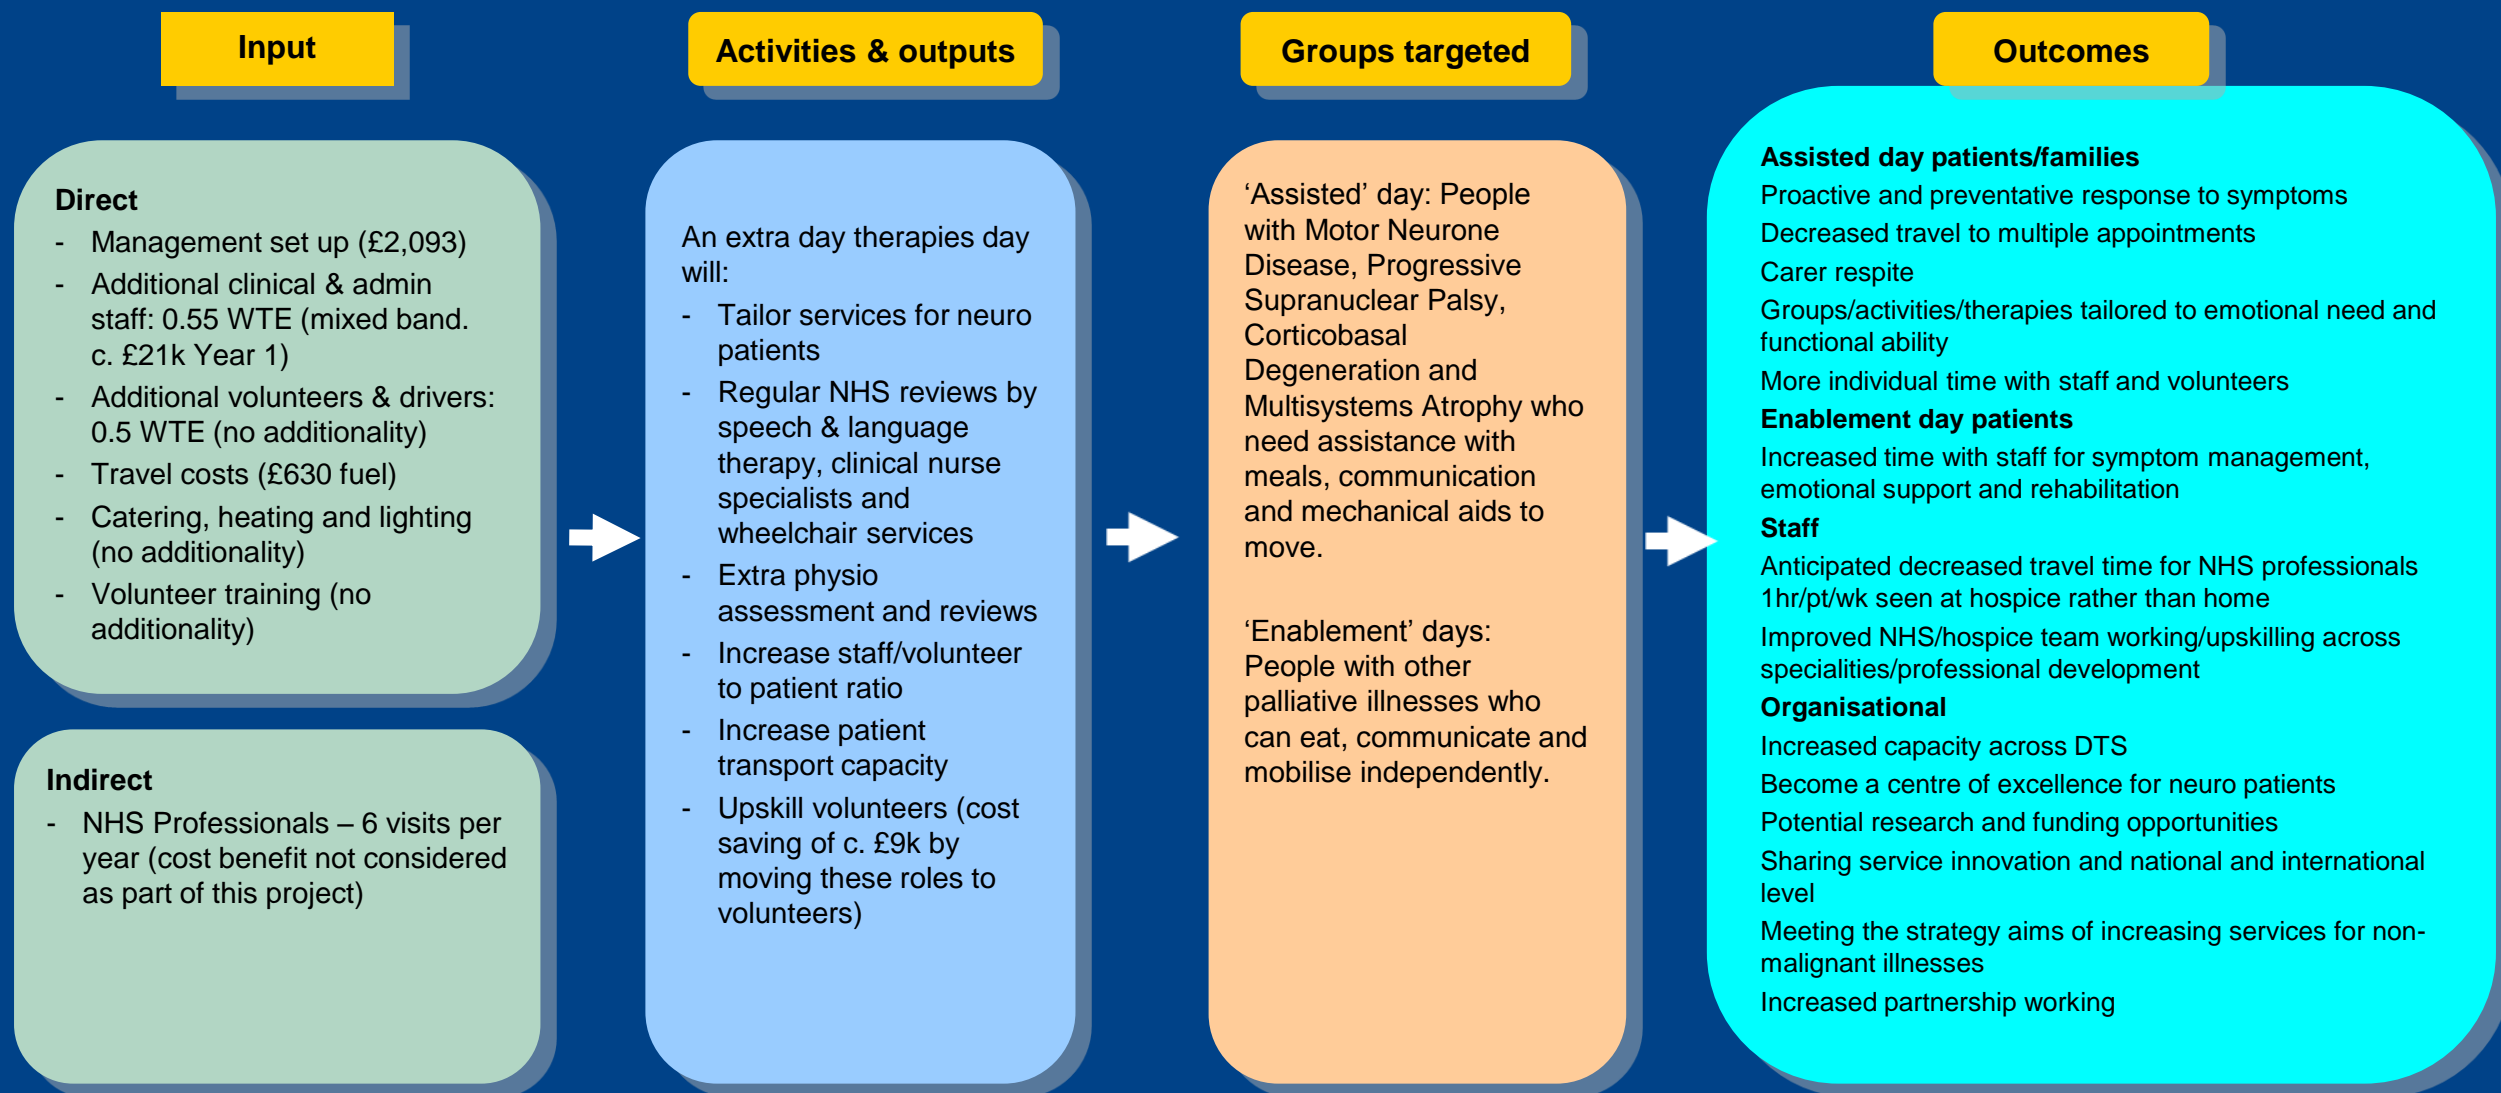 Input
Direct
- Management set up (£2,093)
- Additional clinical & admin
staff: 0.55 WTE (mixed band.
c. £21k Year 1)
- Additional volunteers & drivers:
0.5 WTE (no additionality)
- Travel costs (£630 fuel)
- Catering, heating and lighting
(no additionality)
- Volunteer training (no
additionality)
Indirect
- NHS Professionals – 6 visits per
year (cost benefit not considered
as part of this project)
Activities & outputs
An extra day therapies day
will:
- Tailor services for neuro
patients
- Regular NHS reviews by
speech & language
therapy, clinical nurse
specialists and
wheelchair services
- Extra physio
assessment and reviews
- Increase staff/volunteer
to patient ratio
- Increase patient
transport capacity
- Upskill volunteers (cost
saving of c. £9k by
moving these roles to
volunteers)
Groups targeted
‘Assisted’ day: People
with Motor Neurone
Disease, Progressive
Supranuclear Palsy,
Corticobasal
Degeneration and
Multisystems Atrophy who
need assistance with
meals, communication
and mechanical aids to
move.
‘Enablement’ days:
People with other
palliative illnesses who
can eat, communicate and
mobilise independently.
Outcomes
Assisted day patients/families
Proactive and preventative response to symptoms
Decreased travel to multiple appointments
Carer respite
Groups/activities/therapies tailored to emotional need and
functional ability
More individual time with staff and volunteers
Enablement day patients
Increased time with staff for symptom management,
emotional support and rehabilitation
Staff
Anticipated decreased travel time for NHS professionals
1hr/pt/wk seen at hospice rather than home
Improved NHS/hospice team working/upskilling across
specialities/professional development
Organisational
Increased capacity across DTS
Become a centre of excellence for neuro patients
Potential research and funding opportunities
Sharing service innovation and national and international
level
Meeting the strategy aims of increasing services for non-
malignant illnesses
Increased partnership working